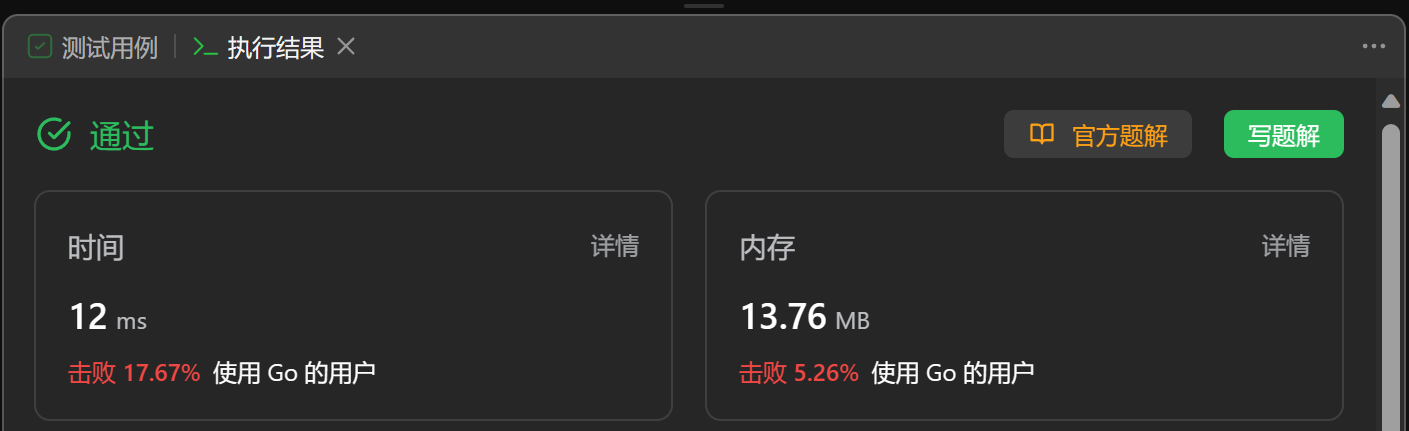 测试用例 执行结果
通过 官方题解 写题解
时间 详情
12 ms
击败 17.67% 使用 Go 的用户
内存 详情
13.76 MB
击败 5.26% 使用 Go 的用户